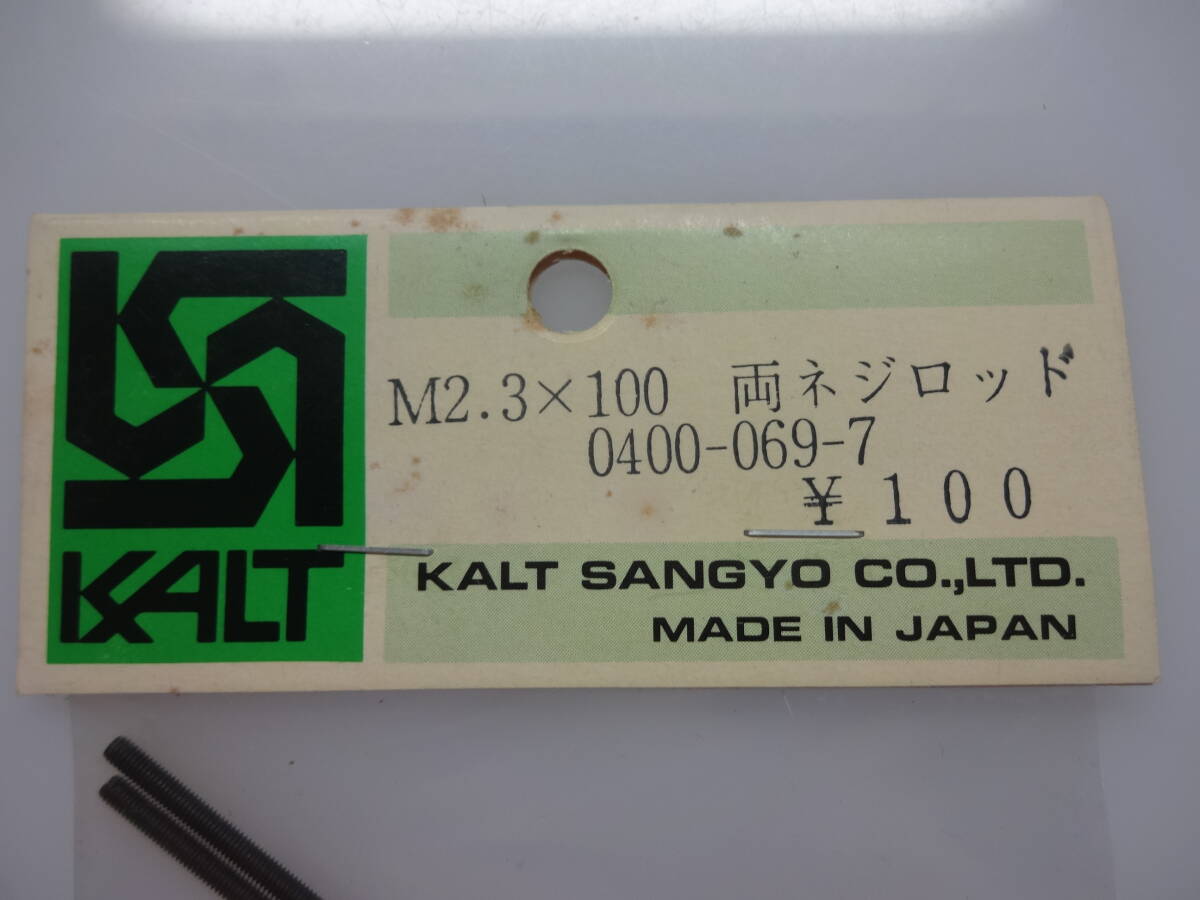 M2.3×100 両ネジロッド
0400-069-7
¥100
KALT
KALT SANGYO CO.,LTD.
MADE IN JAPAN